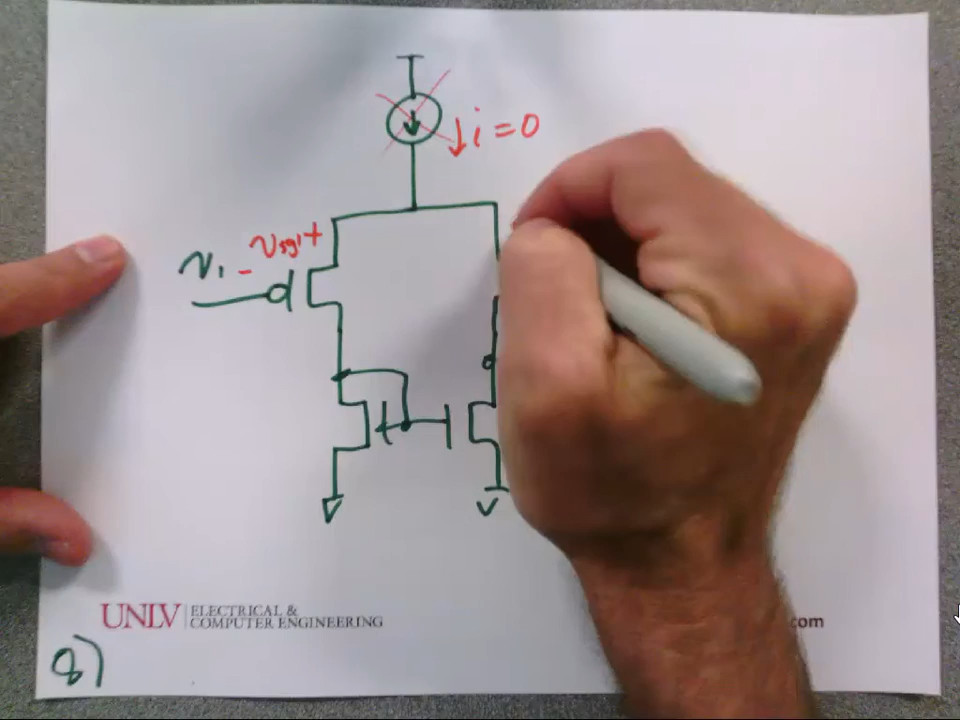 i = 0
v₁
- vsg1 +
UNLV
ELECTRICAL &
COMPUTER ENGINEERING
com
8)